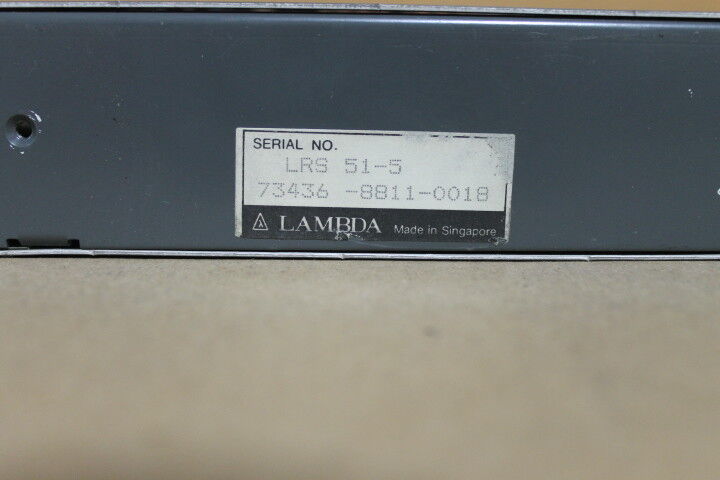 SERIAL NO.
LRS 51-5
73436 -8811-0018
LAMBDA Made in Singapore